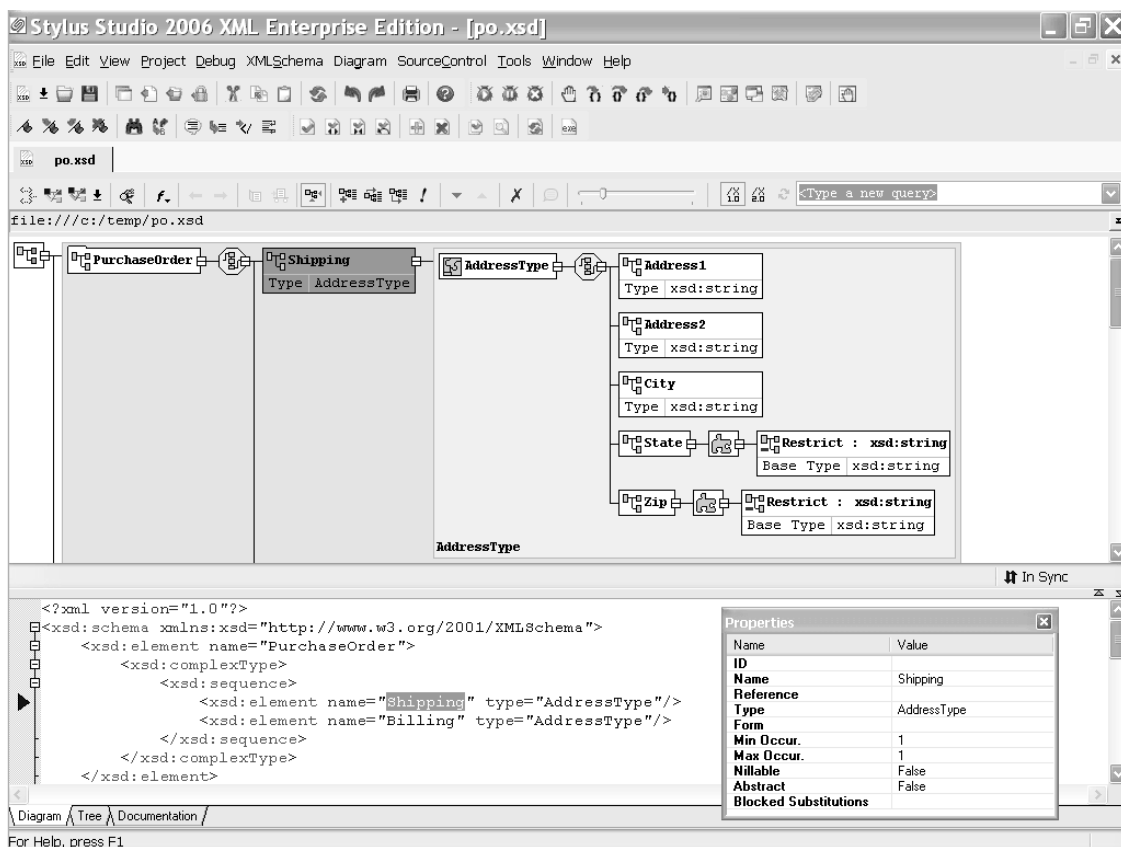 Stylus Studio 2006 XML Enterprise Edition - [po.xsd]
File Edit View Project Debug XMLSchema Diagram SourceControl Tools Window Help
po.xsd
<Type a new query>
file:///c:/temp/po.xsd
PurchaseOrder
Shipping
Type AddressType
AddressType
Address1
Type xsd:string
Address2
Type xsd:string
City
Type xsd:string
State
Restrict : xsd:string
Base Type xsd:string
Zip
Restrict : xsd:string
Base Type xsd:string
AddressType
In Sync
<?xml version="1.0"?>
<xsd:schema xmlns:xsd="http://www.w3.org/2001/XMLSchema">
<xsd:element name="PurchaseOrder">
<xsd:complexType>
<xsd:sequence>
<xsd:element name="Shipping" type="AddressType"/>
<xsd:element name="Billing" type="AddressType"/>
</xsd:sequence>
</xsd:complexType>
</xsd:element>
Properties
Name Value
ID
Name Shipping
Reference
Type AddressType
Form
Min Occur. 1
Max Occur. 1
Nillable False
Abstract False
Blocked Substitutions
Diagram Tree Documentation
For Help, press F1